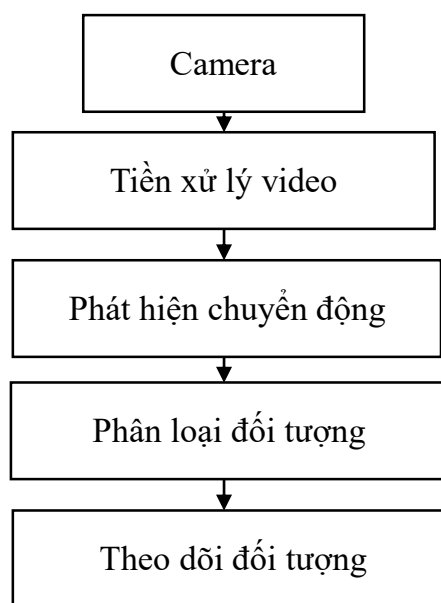 Camera
Tiền xử lý video
Phát hiện chuyển động
Phân loại đối tượng
Theo dõi đối tượng